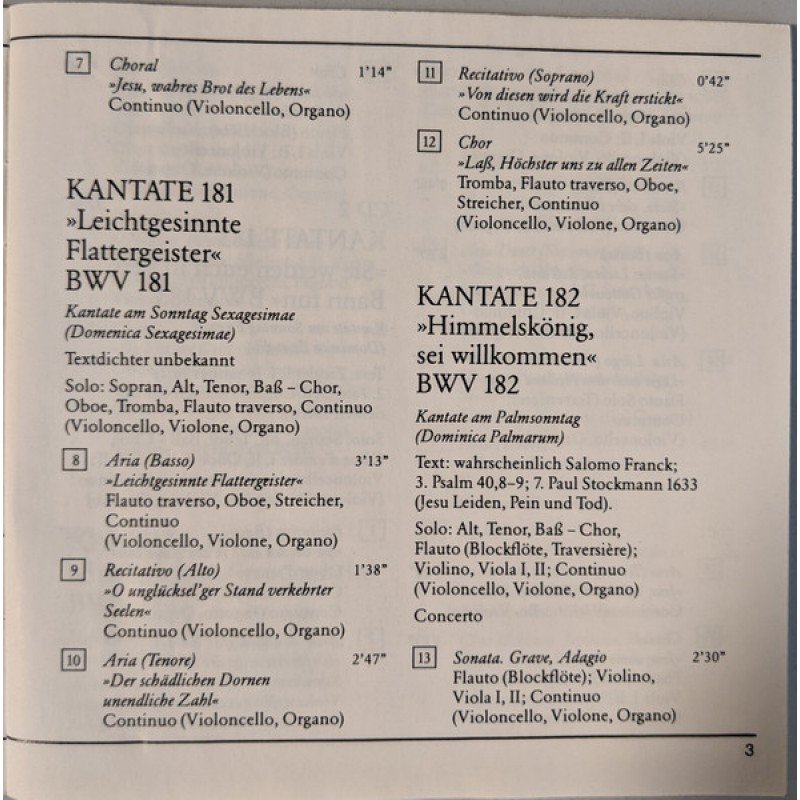 7 Choral 1'14"
»Jesu, wahres Brot des Lebens«
Continuo (Violoncello, Organo)
KANTATE 181
»Leichtgesinnte
Flattergeister«
BWV 181
Kantate am Sonntag Sexagesimae
(Domenica Sexagesimae)
Textdichter unbekannt
Solo: Sopran, Alt, Tenor, Baß – Chor,
Oboe, Tromba, Flauto traverso, Continuo
(Violoncello, Violone, Organo)
8 Aria (Basso) 3'13"
»Leichtgesinnte Flattergeister«
Flauto traverso, Oboe, Streicher,
Continuo
(Violoncello, Violone, Organo)
9 Recitativo (Alto) 1'38"
»O unglücksel'ger Stand verkehrter
Seelen«
Continuo (Violoncello, Organo)
10 Aria (Tenore) 2'47"
»Der schädlichen Dornen
unendliche Zahl«
Continuo (Violoncello, Organo)
11 Recitativo (Soprano) 0'42"
»Von diesen wird die Kraft erstickt«
Continuo (Violoncello, Organo)
12 Chor 5'25"
»Laß, Höchster uns zu allen Zeiten«
Tromba, Flauto traverso, Oboe,
Streicher, Continuo
(Violoncello, Violone, Organo)
KANTATE 182
»Himmelskönig,
sei willkommen«
BWV 182
Kantate am Palmsonntag
(Dominica Palmarum)
Text: wahrscheinlich Salomo Franck;
3. Psalm 40,8–9; 7. Paul Stockmann 1633
(Jesu Leiden, Pein und Tod).
Solo: Alt, Tenor, Baß – Chor,
Flauto (Blockflöte, Traversière);
Violino, Viola I, II; Continuo
(Violoncello, Violone, Organo)
Concerto
13 Sonata. Grave, Adagio 2'30"
Flauto (Blockflöte); Violino,
Viola I, II; Continuo
(Violoncello, Violone, Organo)
3